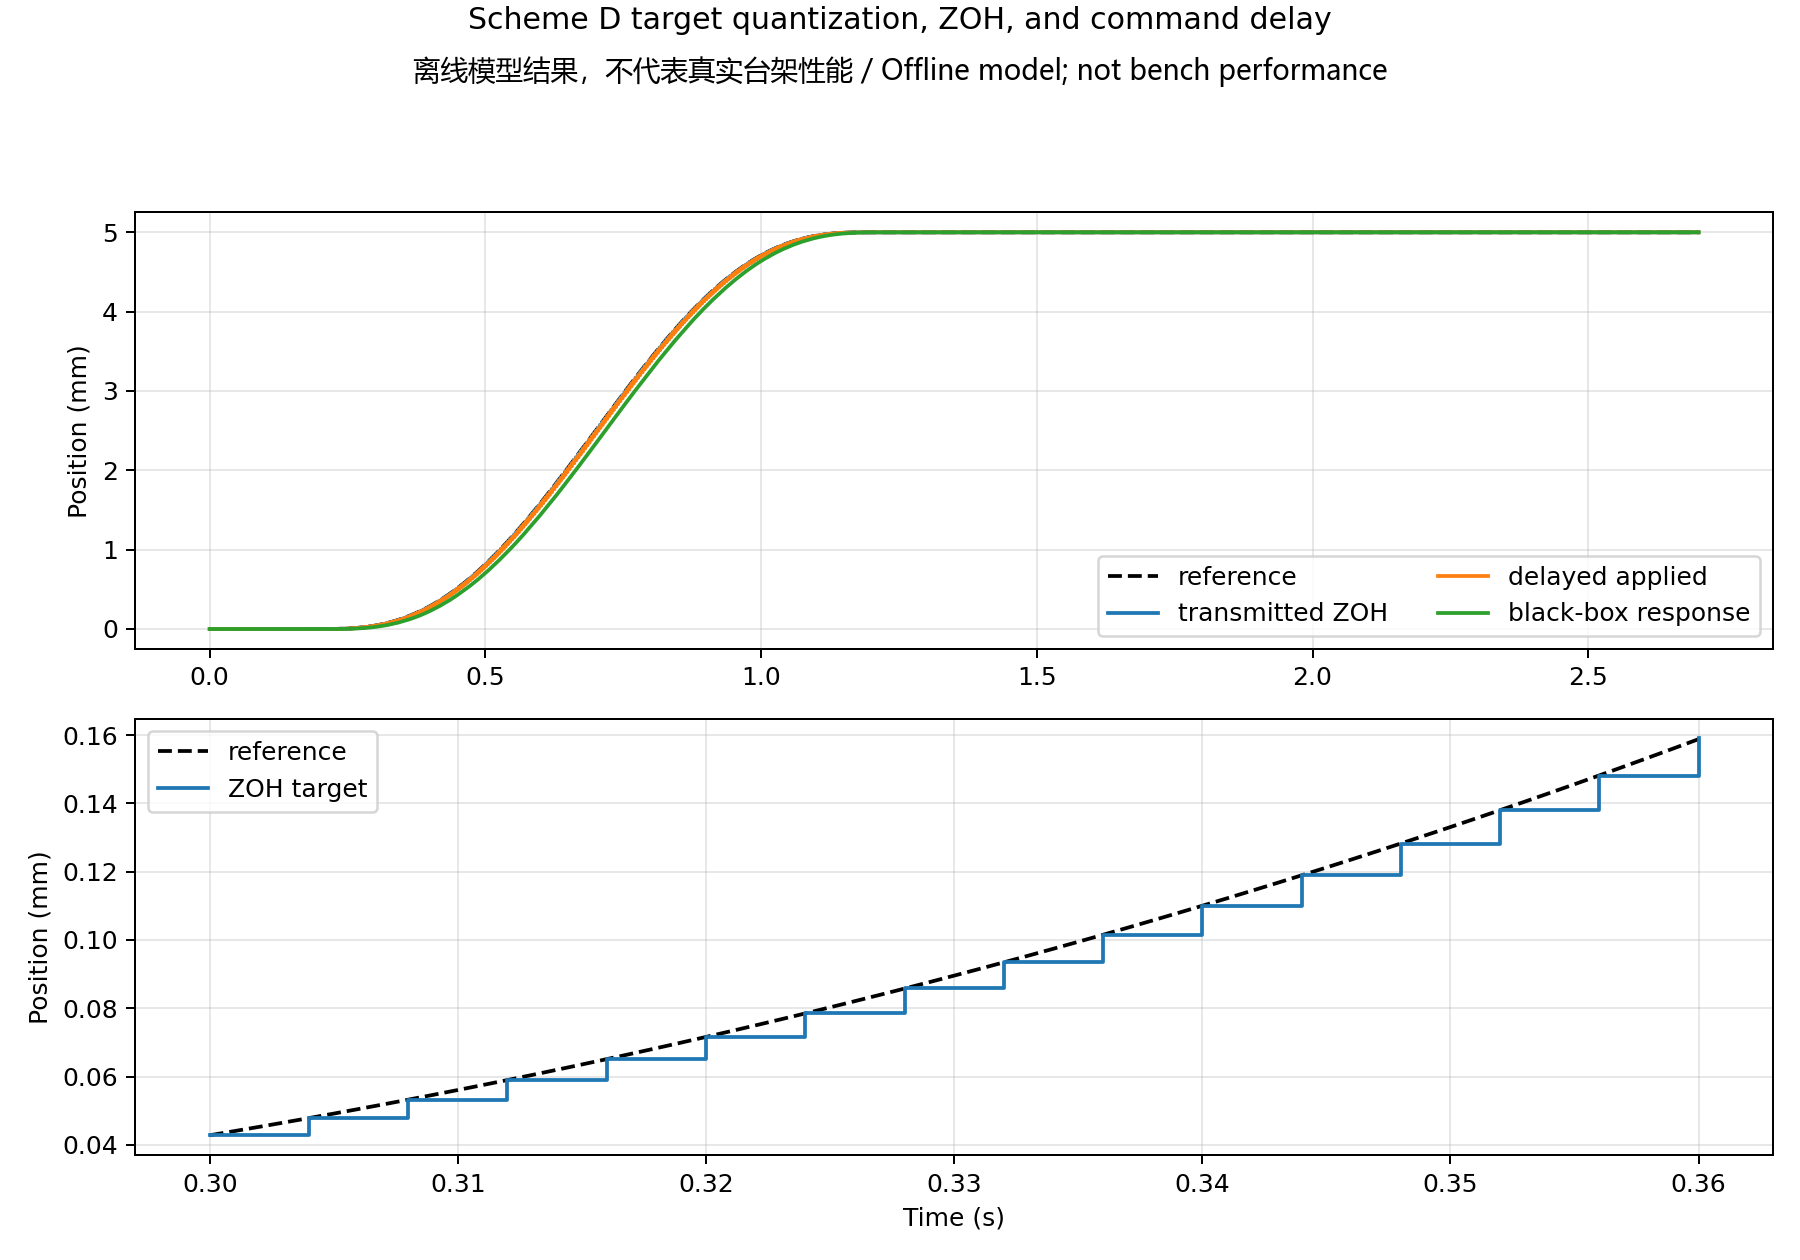 Scheme D target quantization, ZOH, and command delay
离线模型结果，不代表真实台架性能 / Offline model; not bench performance
Position (mm)
5
4
3
2
1
0
reference
delayed applied
transmitted ZOH
black-box response
0.0 0.5 1.0 1.5 2.0 2.5
Position (mm)
0.16
0.14
0.12
0.10
0.08
0.06
0.04
reference
ZOH target
0.30 0.31 0.32 0.33 0.34 0.35 0.36
Time (s)